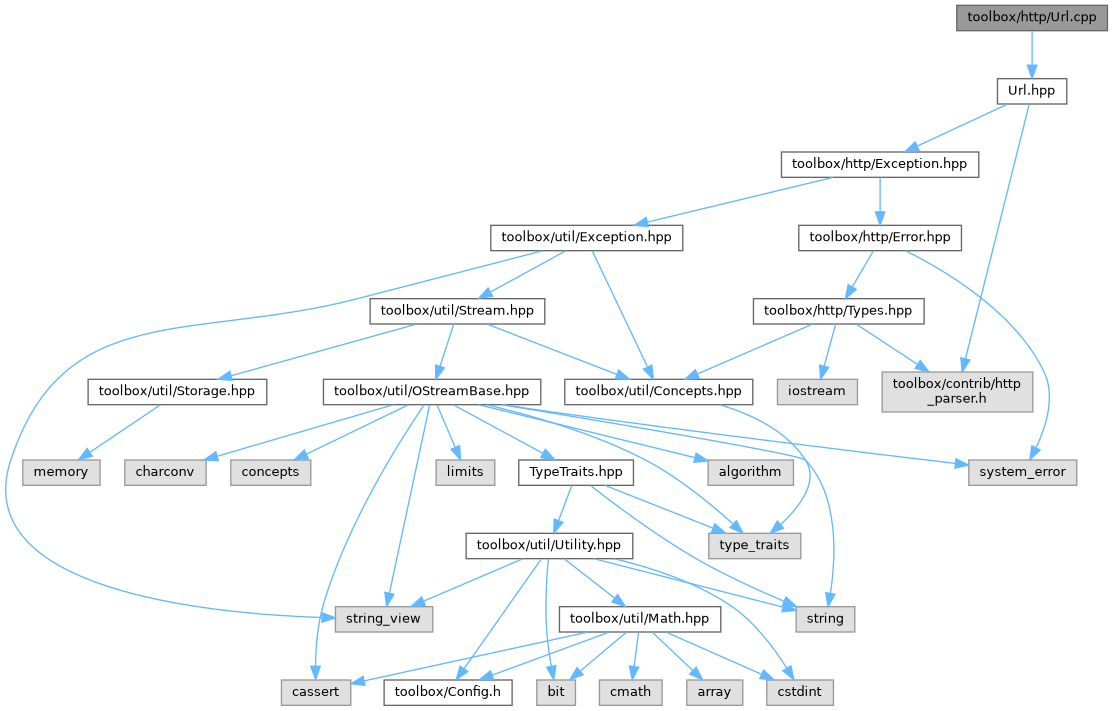 toolbox/http/Url.cpp
Url.hpp
toolbox/http/Exception.hpp
toolbox/util/Exception.hpp
toolbox/http/Error.hpp
toolbox/util/Stream.hpp
toolbox/http/Types.hpp
toolbox/util/Storage.hpp
toolbox/util/OStreamBase.hpp
toolbox/util/Concepts.hpp
iostream
toolbox/contrib/http
_parser.h
memory
charconv
concepts
limits
TypeTraits.hpp
algorithm
system_error
toolbox/util/Utility.hpp
type_traits
string_view
toolbox/util/Math.hpp
string
cassert
toolbox/Config.h
bit
cmath
array
cstdint